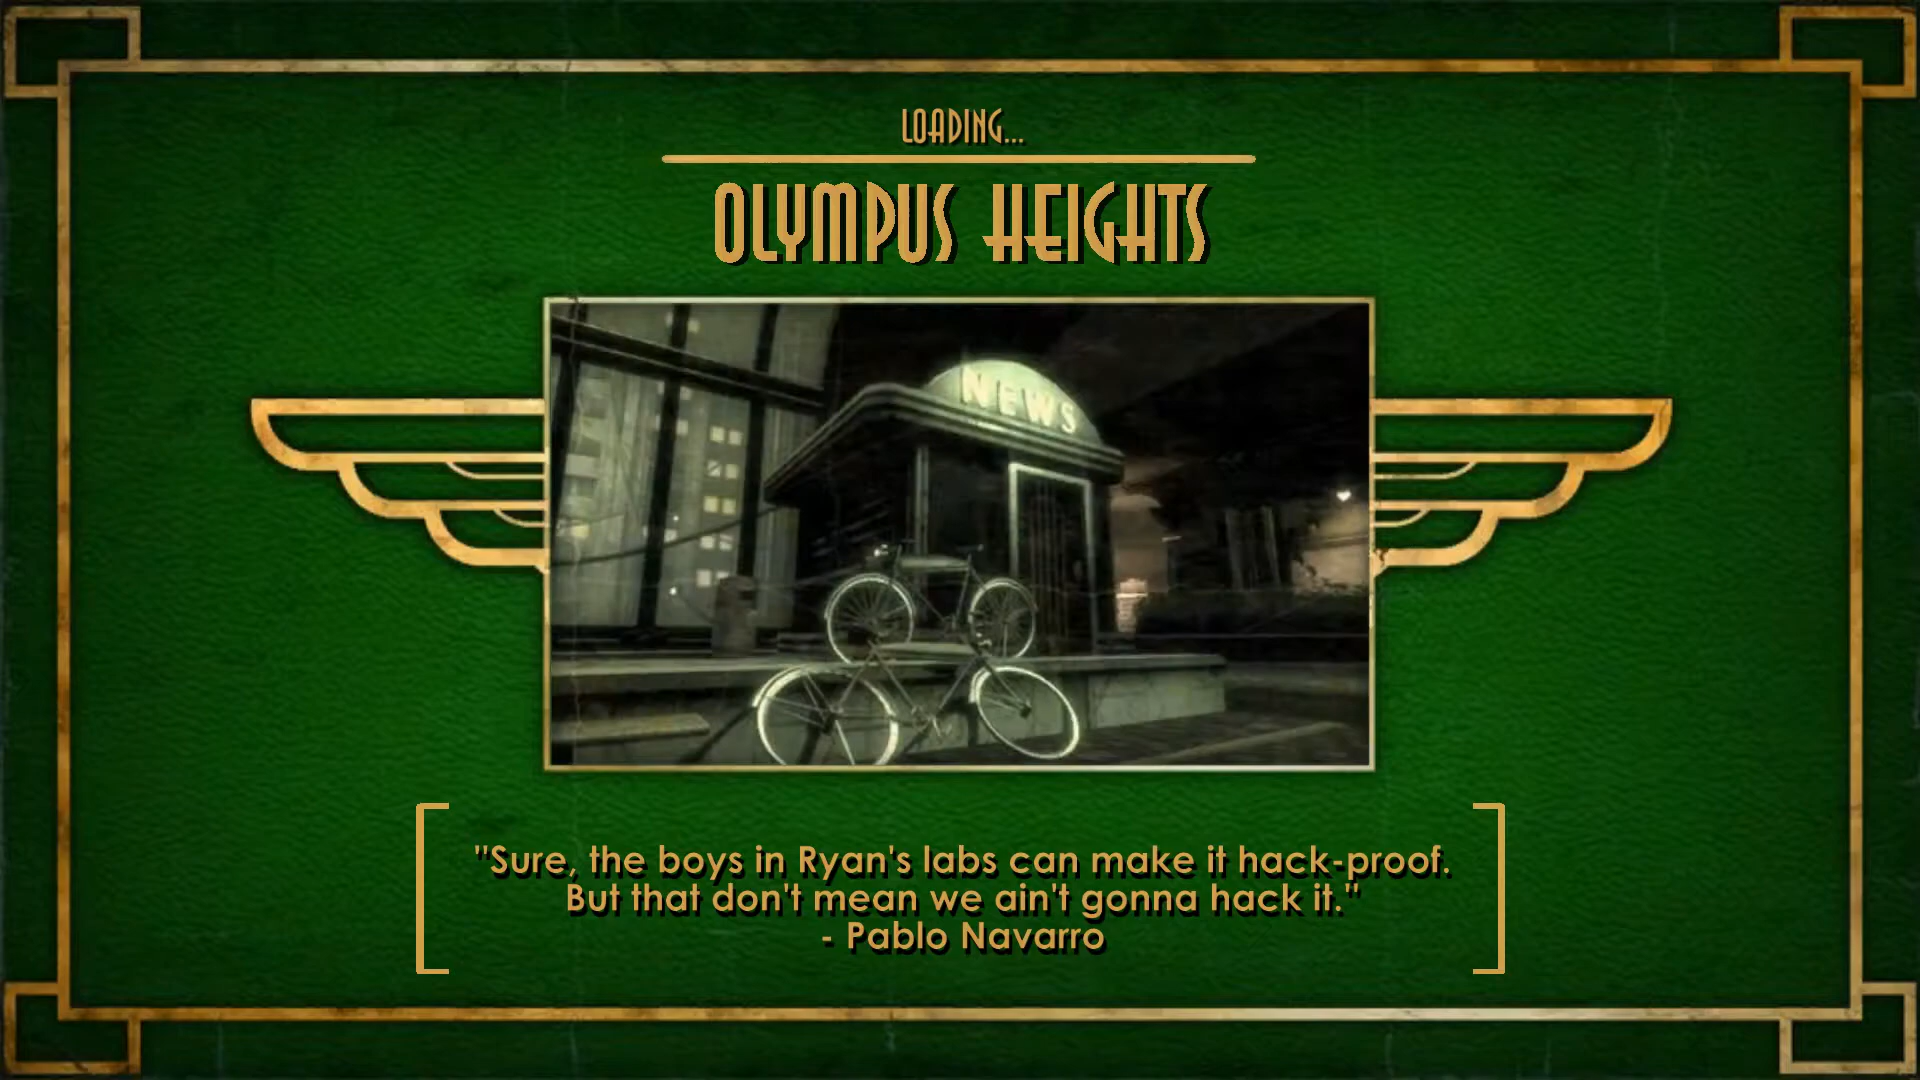 LOADING...
OLYMPUS HEIGHTS
NEWS
"Sure, the boys in Ryan's labs can make it hack-proof.
But that don't mean we ain't gonna hack it."
- Pablo Navarro